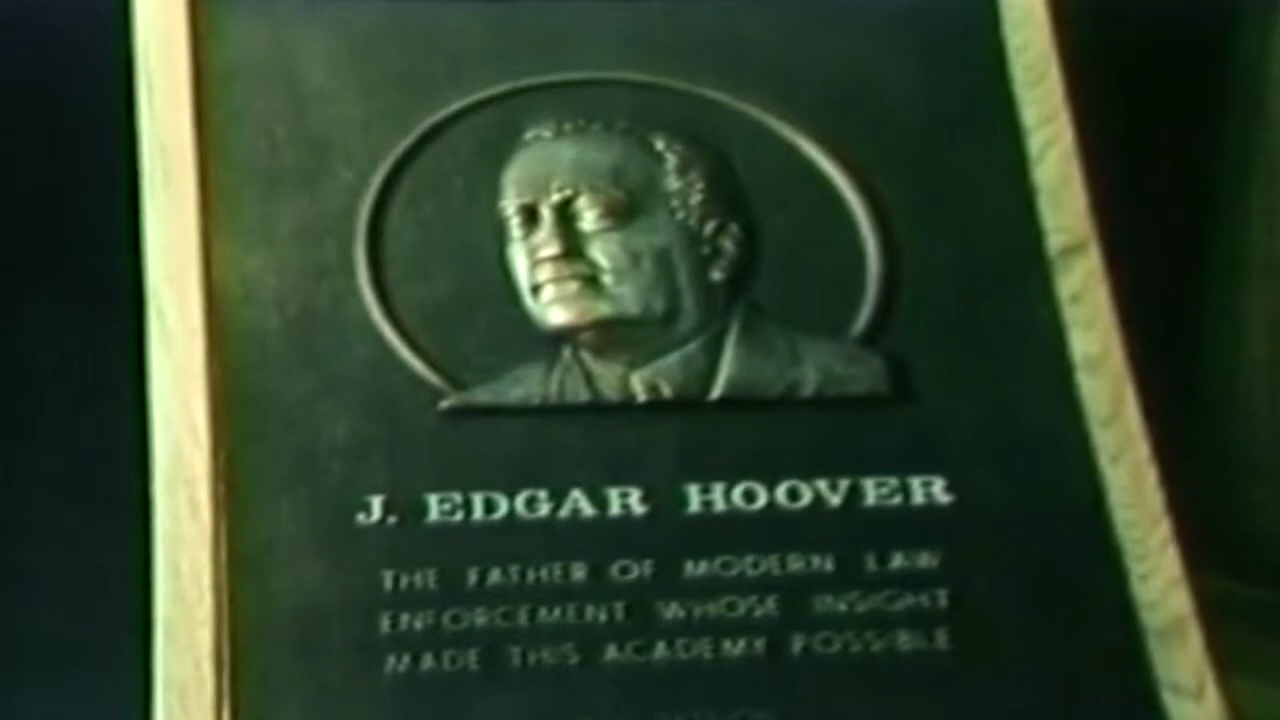 J. EDGAR HOOVER
THE FATHER OF MODERN LAW
ENFORCEMENT WHOSE INSIGHT
MADE THIS ACADEMY POSSIBLE